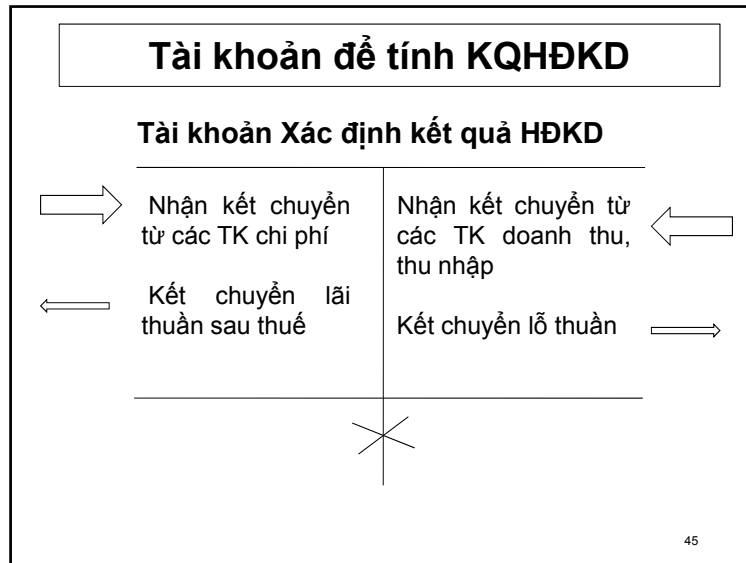 Tài khoản để tính KQHĐKD
Tài khoản Xác định kết quả HĐKD
Nhận kết chuyển
từ các TK chi phí
Kết chuyển lãi
thuần sau thuế
Nhận kết chuyển từ
các TK doanh thu,
thu nhập
Kết chuyển lỗ thuần
45